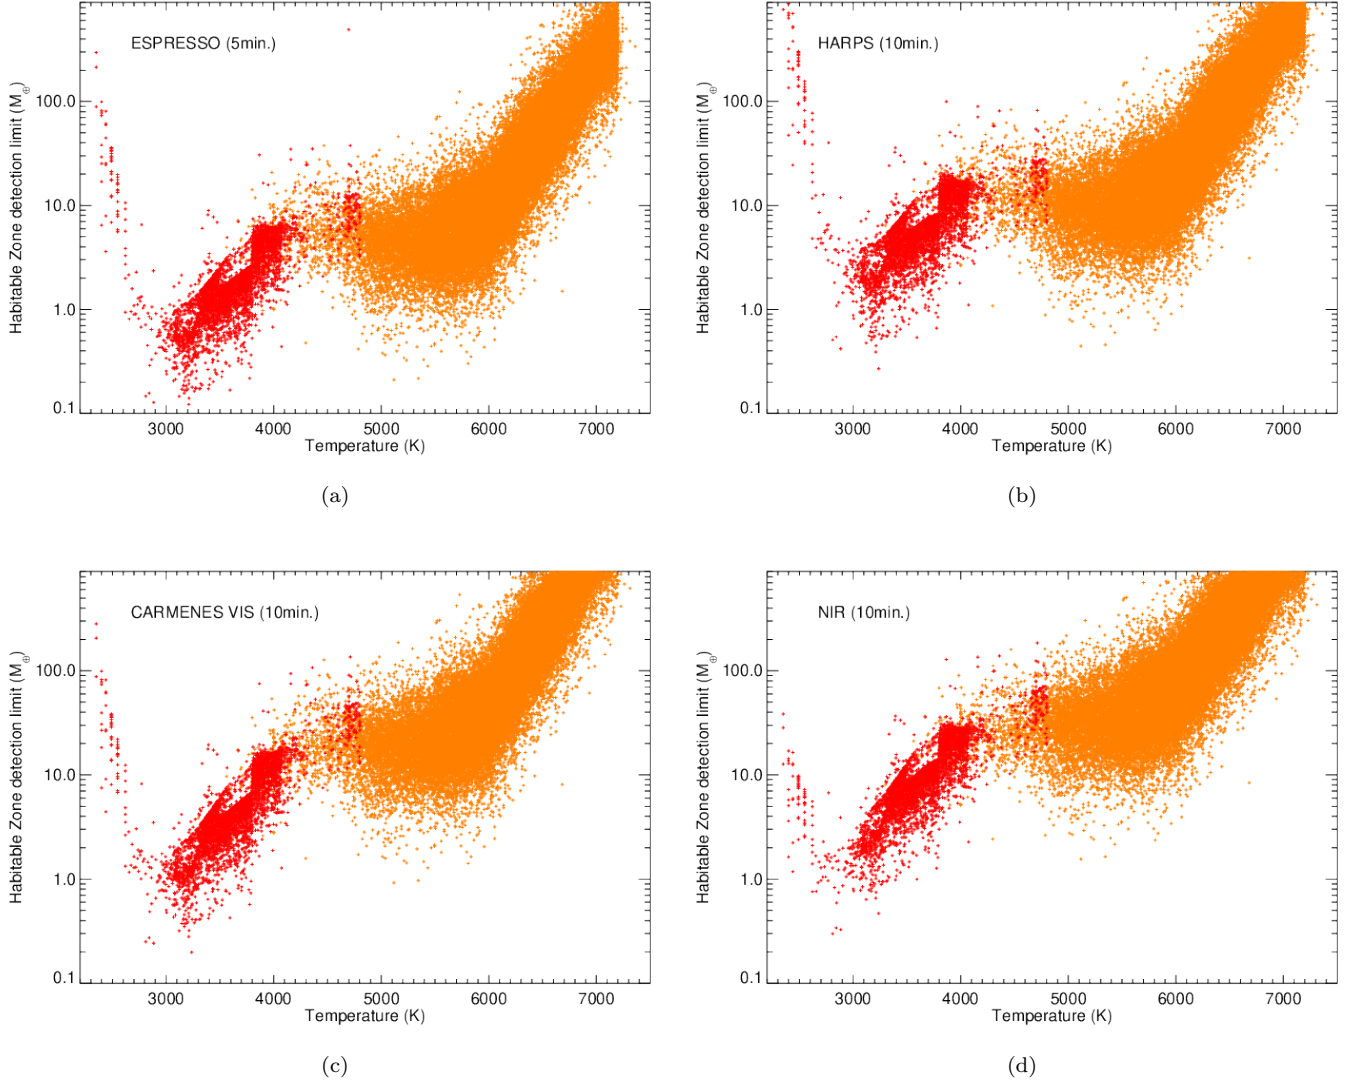 ESPRESSO (5min.)
Habitable Zone detection limit (M⊕)
100.0
10.0
1.0
0.1
3000 4000 5000 6000 7000
Temperature (K)
(a)
HARPS (10min.)
Habitable Zone detection limit (M⊕)
100.0
10.0
1.0
0.1
3000 4000 5000 6000 7000
Temperature (K)
(b)
CARMENES VIS (10min.)
Habitable Zone detection limit (M⊕)
100.0
10.0
1.0
0.1
3000 4000 5000 6000 7000
Temperature (K)
(c)
NIR (10min.)
Habitable Zone detection limit (M⊕)
100.0
10.0
1.0
0.1
3000 4000 5000 6000 7000
Temperature (K)
(d)